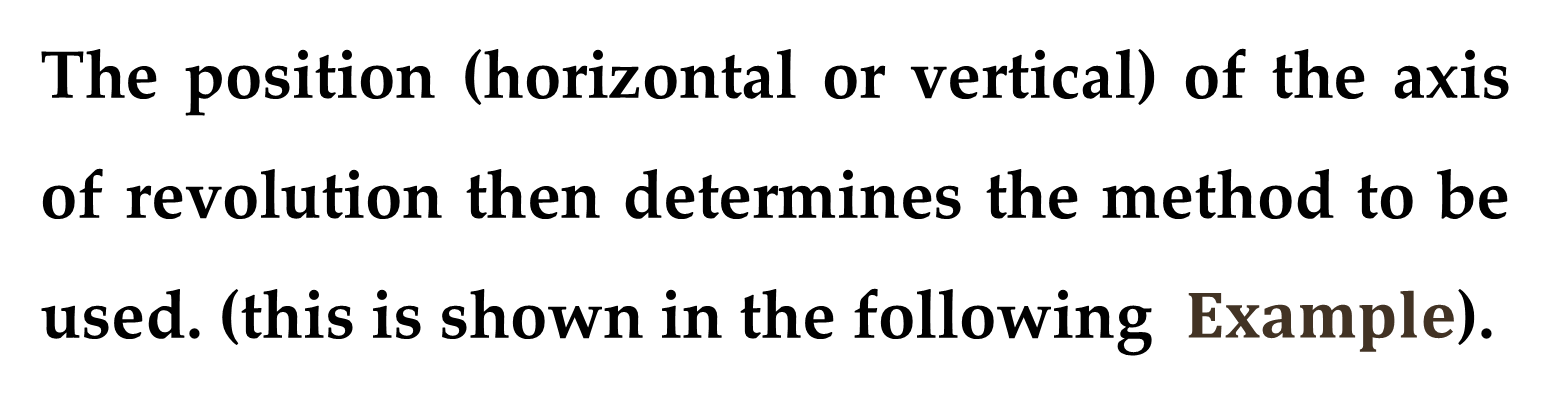 The position (horizontal or vertical) of the axis
of revolution then determines the method to be
used. (this is shown in the following Example).